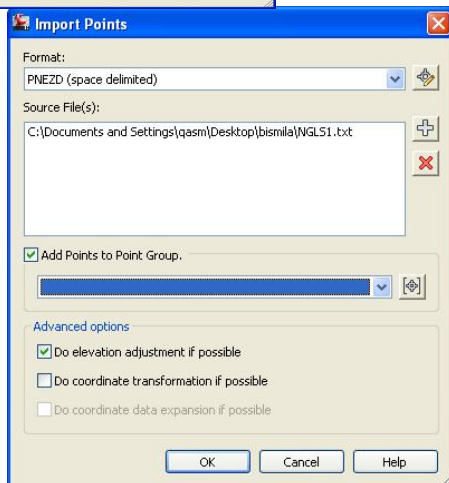 Import Points
Format:
PNEZD (space delimited)
Source File(s):
C:\Documents and Settings\qasm\Desktop\bismila\NGLS1.txt
Add Points to Point Group.
Advanced options
Do elevation adjustment if possible
Do coordinate transformation if possible
Do coordinate data expansion if possible
OK Cancel Help